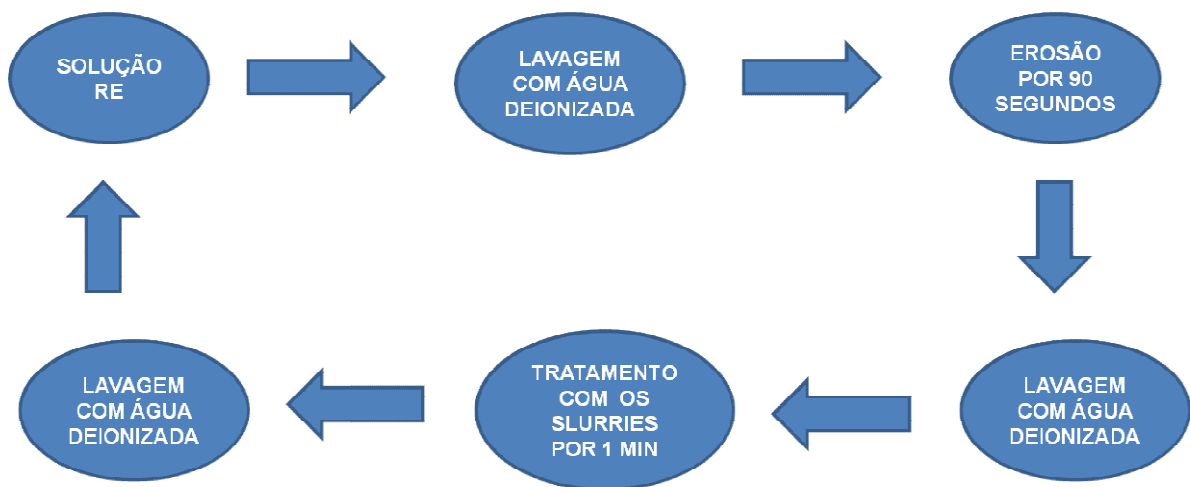 SOLUÇÃO
RE
LAVAGEM
COM ÁGUA
DEIONIZADA
EROSÃO
POR 90
SEGUNDOS
LAVAGEM
COM ÁGUA
DEIONIZADA
TRATAMENTO
COM OS
SLURRIES
POR 1 MIN
LAVAGEM
COM ÁGUA
DEIONIZADA